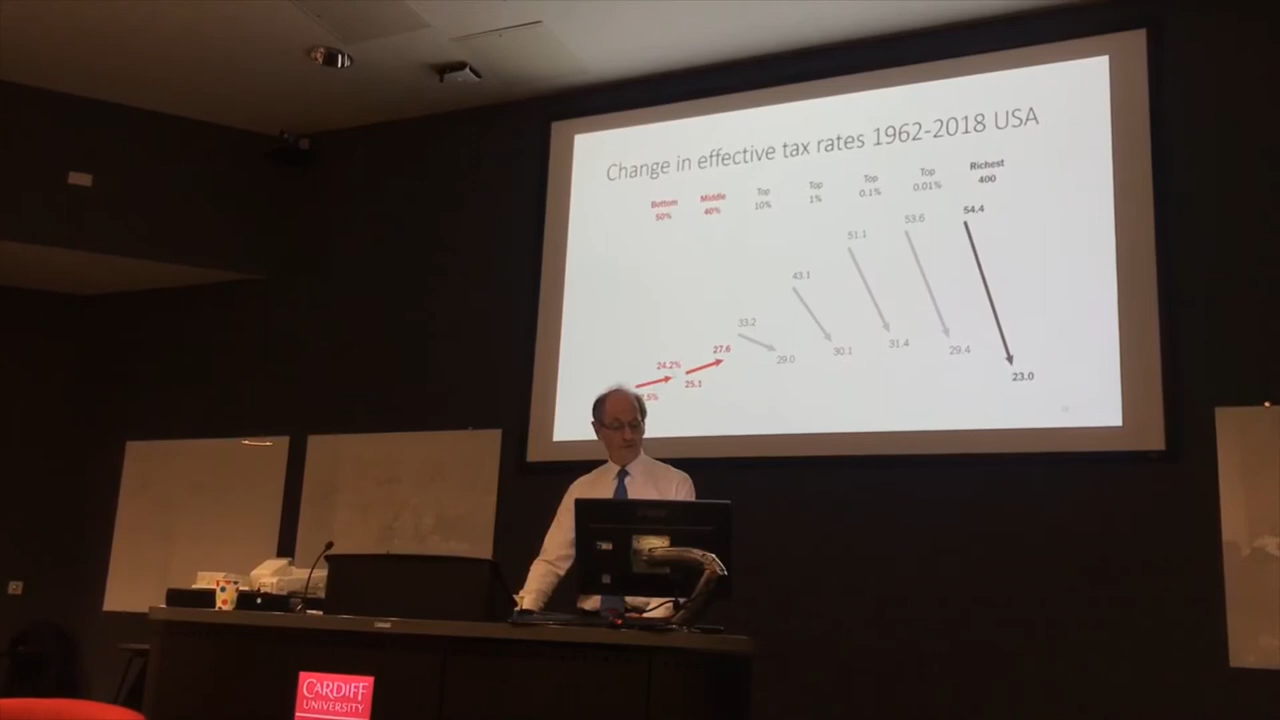 Change in effective tax rates 1962-2018 USA
Bottom
50%
Middle
40%
Top
10%
Top
1%
Top
0.1%
Top
0.01%
Richest
400
54.4
53.6
51.1
43.1
33.2
27.6
24.2%
25.1
.5%
29.0
30.1
31.4
29.4
23.0
CARDIFF
UNIVERSITY